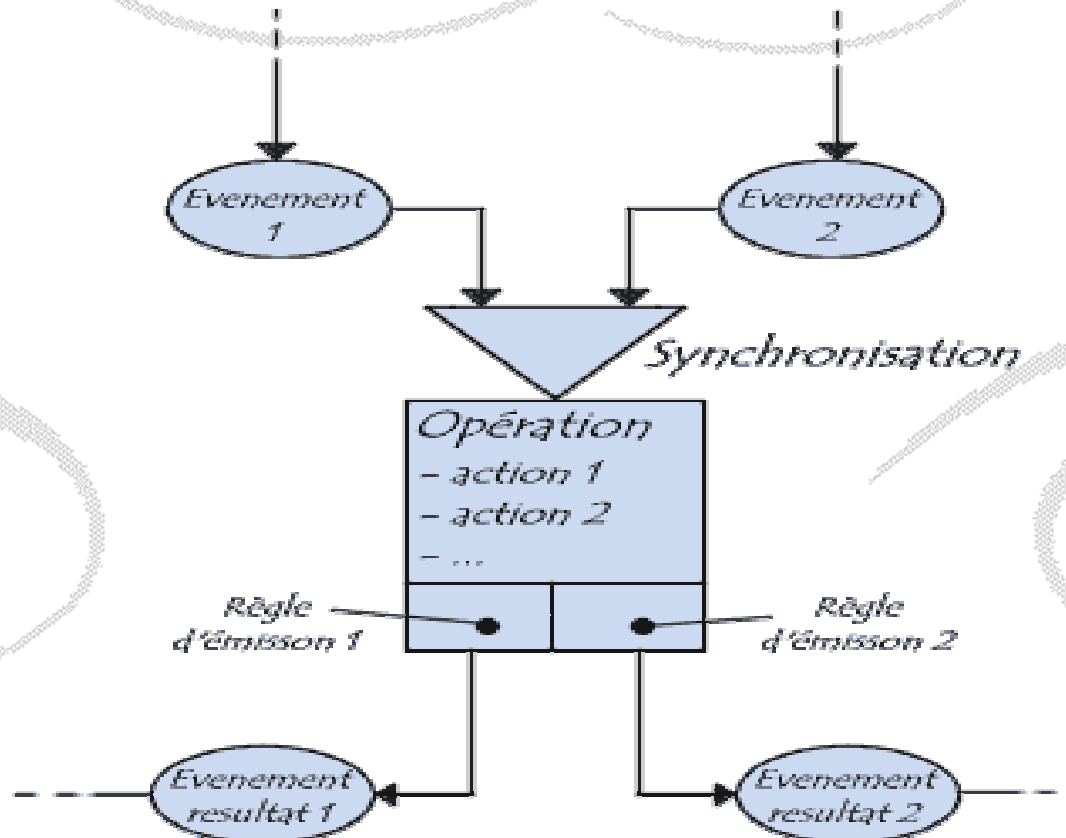 Evenement
1
Evenement
2
Synchronisation
Opération
- action 1
- action 2
- ...
Règle
d'émisson 1
Règle
d'émisson 2
Evenement
resultat 1
Evenement
resultat 2